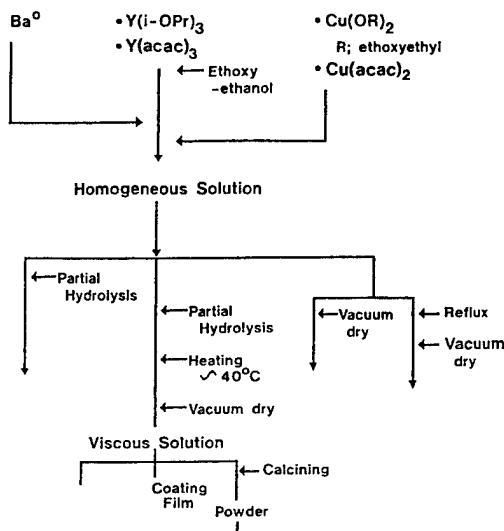 Ba°
• Y(i-OPr)₃
• Y(acac)₃
• Cu(OR)₂
R; ethoxyethyl
• Cu(acac)₂
Ethoxy
-ethanol
Homogeneous Solution
Partial
Hydrolysis
Partial
Hydrolysis
Heating
∽ 40°C
Vacuum dry
Vacuum
dry
Reflux
Vacuum
dry
Viscous Solution
Calcining
Coating
Film
Powder